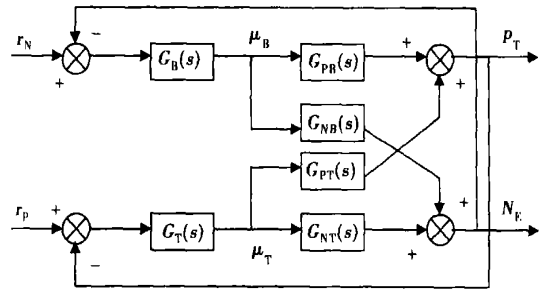 − μ_B + p_T
r_N + G_B(s) G_PB(s) +
G_NB(s)
G_PT(s)
r_p + + N_E
G_T(s) G_NT(s)
− μ_T +